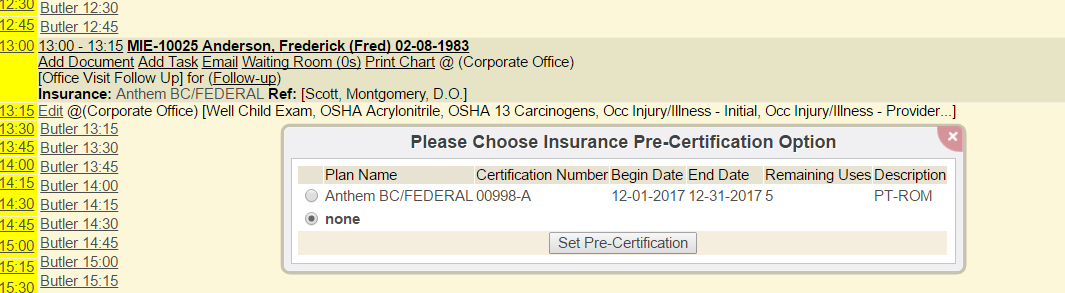 12:30 Butler 12:30
12:45 Butler 12:45
13:00 13:00 - 13:15 MIE-10025 Anderson, Frederick (Fred) 02-08-1983
Add Document Add Task Email Waiting Room (0s) Print Chart @ (Corporate Office)
[Office Visit Follow Up] for (Follow-up)
Insurance: Anthem BC/FEDERAL Ref: [Scott, Montgomery, D.O.]
13:15 Edit @(Corporate Office) [Well Child Exam, OSHA Acrylonitrile, OSHA 13 Carcinogens, Occ Injury/Illness - Initial, Occ Injury/Illness - Provider...]
13:30 Butler 13:15
13:45 Butler 13:30
14:00 Butler 13:45
14:15 Butler 14:00
14:30 Butler 14:15
14:45 Butler 14:30
15:00 Butler 14:45
15:15 Butler 15:00
15:30 Butler 15:15
Please Choose Insurance Pre-Certification Option
×
Plan Name Certification Number Begin Date End Date Remaining Uses Description
Anthem BC/FEDERAL 00998-A 12-01-2017 12-31-2017 5 PT-ROM
none
Set Pre-Certification